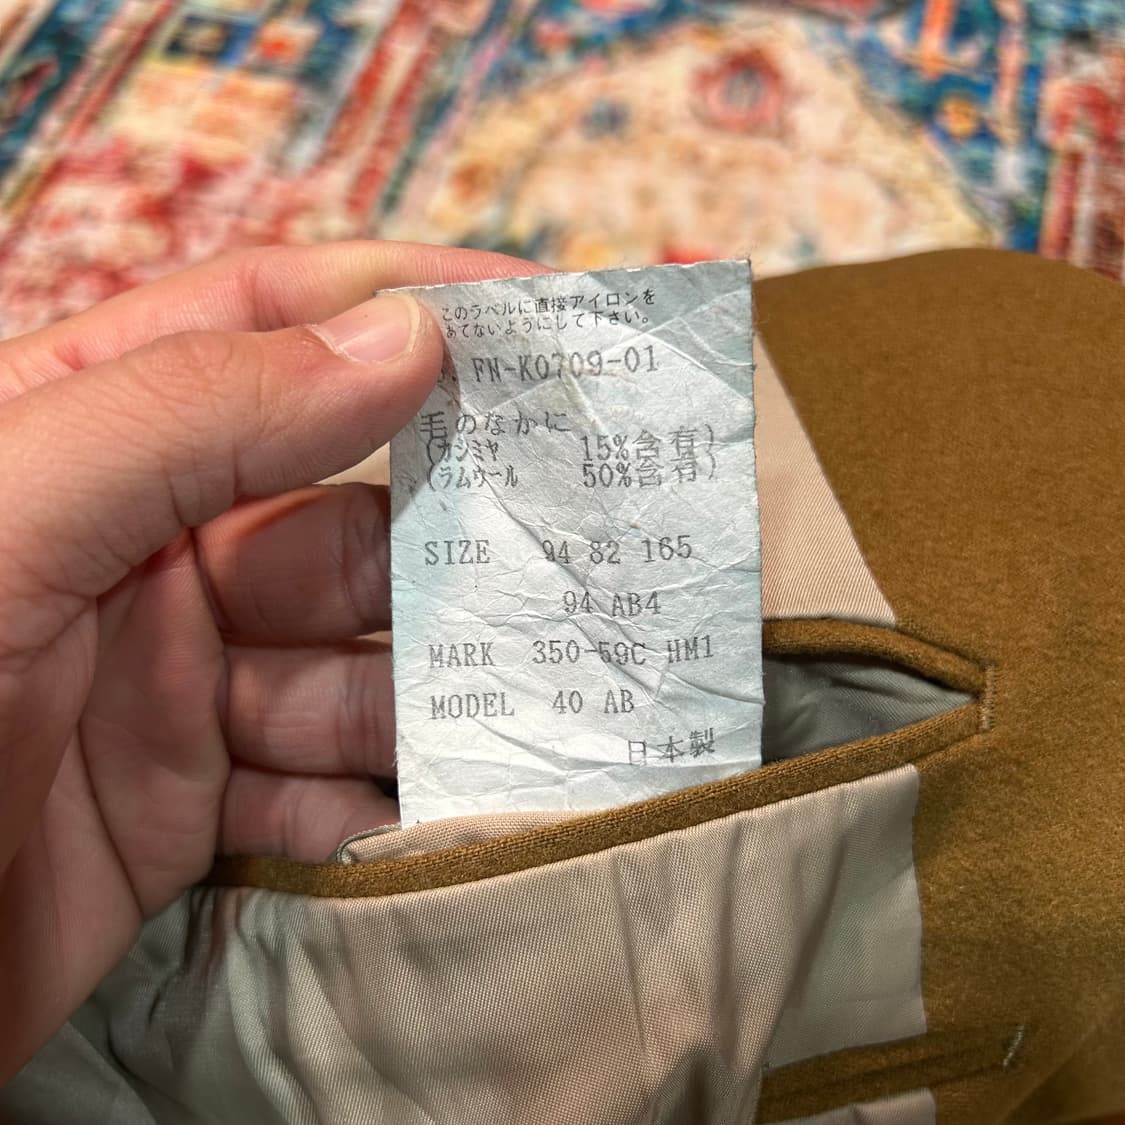 このラベルに直接アイロンを
あてないようにして下さい。
FN-K0709-01
毛のなかに
(カシミヤ 15%含有)
(ラムウール 50%含有)
SIZE 94 82 165
94 AB4
MARK 350-59C HM1
MODEL 40 AB
日本製